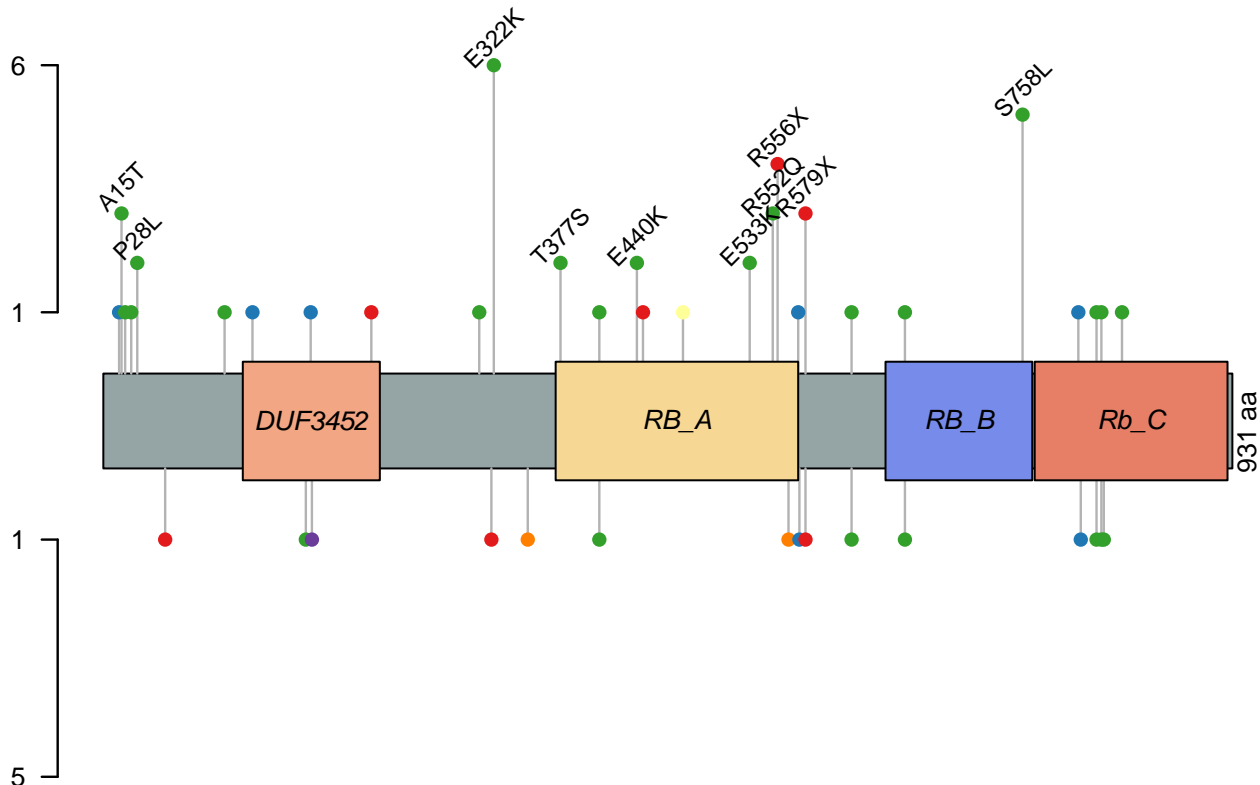 6
1
1
5
A15T
P28L
E322K
T377S
E440K
E533K
R552Q
R556X
R579X
S758L
DUF3452
RB_A
RB_B
Rb_C
931 aa